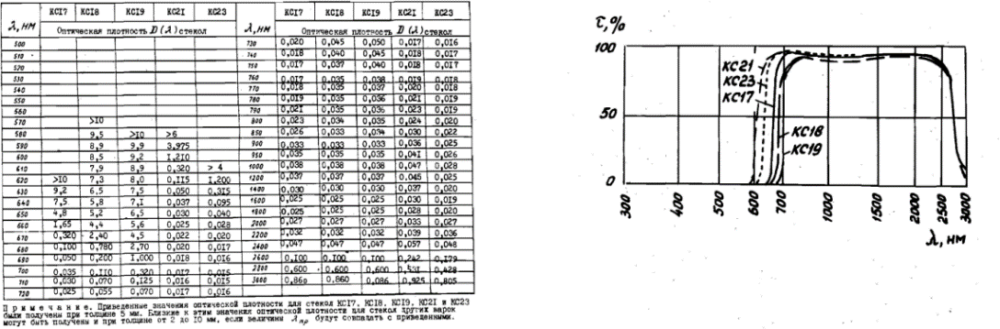 КС17 КС18 КС19 КС21 КС23 КС17 КС18 КС19 КС21 КС23
λ, НМ Оптическая плотность D (λ) стекол λ, НМ Оптическая плотность D (λ) стекол
500 730 0,020 0,045 0,050 0,017 0,016
510 740 0,018 0,040 0,045 0,018 0,017
520 750 0,017 0,037 0,040 0,018 0,017
530 760 0,017 0,035 0,038 0,019 0,018
540 770 0,018 0,035 0,037 0,020 0,018
550 780 0,019 0,035 0,036 0,021 0,019
560 790 0,021 0,035 0,036 0,023 0,019
570 >10 800 0,023 0,034 0,035 0,024 0,020
580 9,5 >10 >6 850 0,026 0,033 0,034 0,030 0,022
590 8,9 9,9 3,975 900 0,033 0,033 0,033 0,036 0,025
600 8,5 9,2 1,210 950 0,035 0,035 0,035 0,041 0,026
610 7,9 8,9 0,320 > 4 1000 0,038 0,038 0,038 0,047 0,028
620 >10 7,3 8,0 0,115 1,200 1200 0,037 0,037 0,037 0,045 0,025
630 9,2 6,5 7,5 0,050 0,315 1400 0,030 0,030 0,030 0,037 0,020
640 7,5 5,8 7,1 0,037 0,095 1600 0,025 0,025 0,025 0,030 0,019
650 4,8 5,2 6,5 0,030 0,040 1800 0,025 0,025 0,025 0,028 0,020
660 1,65 4,4 5,6 0,025 0,028 2000 0,027 0,027 0,027 0,033 0,027
670 0,320 2,40 4,5 0,022 0,020 2200 0,032 0,032 0,032 0,039 0,036
680 0,100 0,780 2,70 0,020 0,017 2400 0,047 0,047 0,047 0,057 0,048
690 0,050 0,200 1,000 0,018 0,016 2600 0,100 0,100 0,100 0,242 0,179
700 0,035 0,110 0,320 0,017 0,015 2800 0,600 0,600 0,600 0,531 0,428
710 0,030 0,070 0,125 0,016 0,015 3000 0,860 0,860 0,086 0,925 0,805
720 0,025 0,055 0,070 0,017 0,016
Примечание. Приведенные значения оптической плотности для стекол КС17, КС18, КС19, КС21 и КС23
были получены при толщине 5 мм. Близкие к этим значения оптической плотности для стекол других марок
могут быть получены и при толщине от 2 до 10 мм, если величины λпр будут совпадать с приведенными.
τ,%
100
КС21
КС23
КС17
50
КС18
КС19
0
300 400 500 600 700 1000 1500 2000 2500 3000
λ, НМ